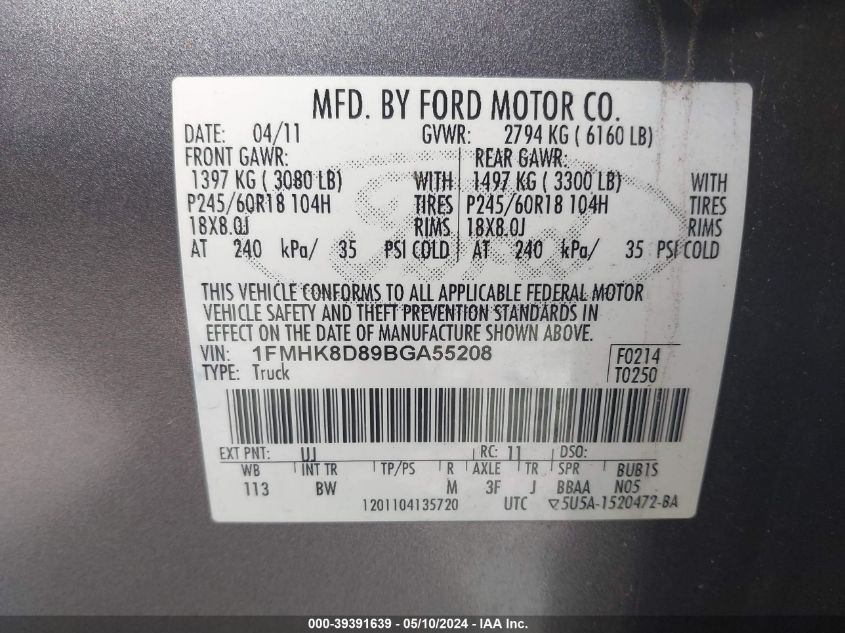 MFD. BY FORD MOTOR CO.
DATE: 04/11 GVWR: 2794 KG ( 6160 LB)
FRONT GAWR: REAR GAWR:
1397 KG ( 3080 LB) WITH 1497 KG ( 3300 LB) WITH
P245/60R18 104H TIRES P245/60R18 104H TIRES
18X8.0J RIMS 18X8.0J RIMS
AT 240 kPa/ 35 PSI COLD AT 240 kPa/ 35 PSI COLD
THIS VEHICLE CONFORMS TO ALL APPLICABLE FEDERAL MOTOR
VEHICLE SAFETY AND THEFT PREVENTION STANDARDS IN
EFFECT ON THE DATE OF MANUFACTURE SHOWN ABOVE.
VIN: 1FMHK8D89BGA55208 F0214
TYPE: Truck T0250
EXT PNT: UJ RC: 11 DSO:
WB INT TR TP/PS R AXLE TR SPR BUB1S
113 BW M 3F J BBAA N05
1201104135720 UTC 5U5A-1520472-BA
000-39391639 - 05/10/2024 - IAA Inc.